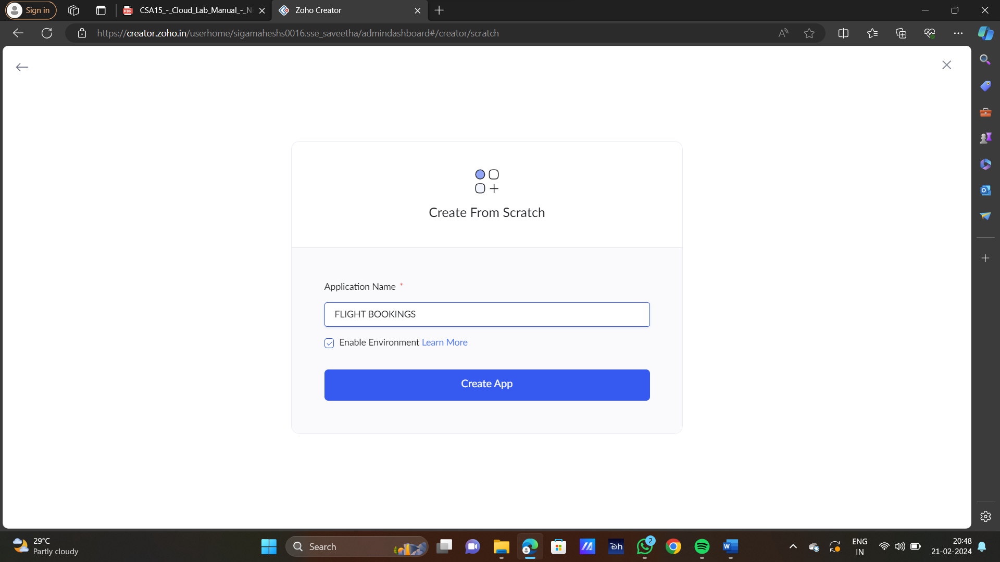 Sign in
CSA15_-_Cloud_Lab_Manual_-_N
Zoho Creator
https://creator.zoho.in/userhome/sigamaheshs0016.sse_saveetha/admindashboard#/creator/scratch
Create From Scratch
Application Name *
FLIGHT BOOKINGS
Enable Environment Learn More
Create App
29°C
Partly cloudy
Search
2
ENG
IN
20:48
21-02-2024